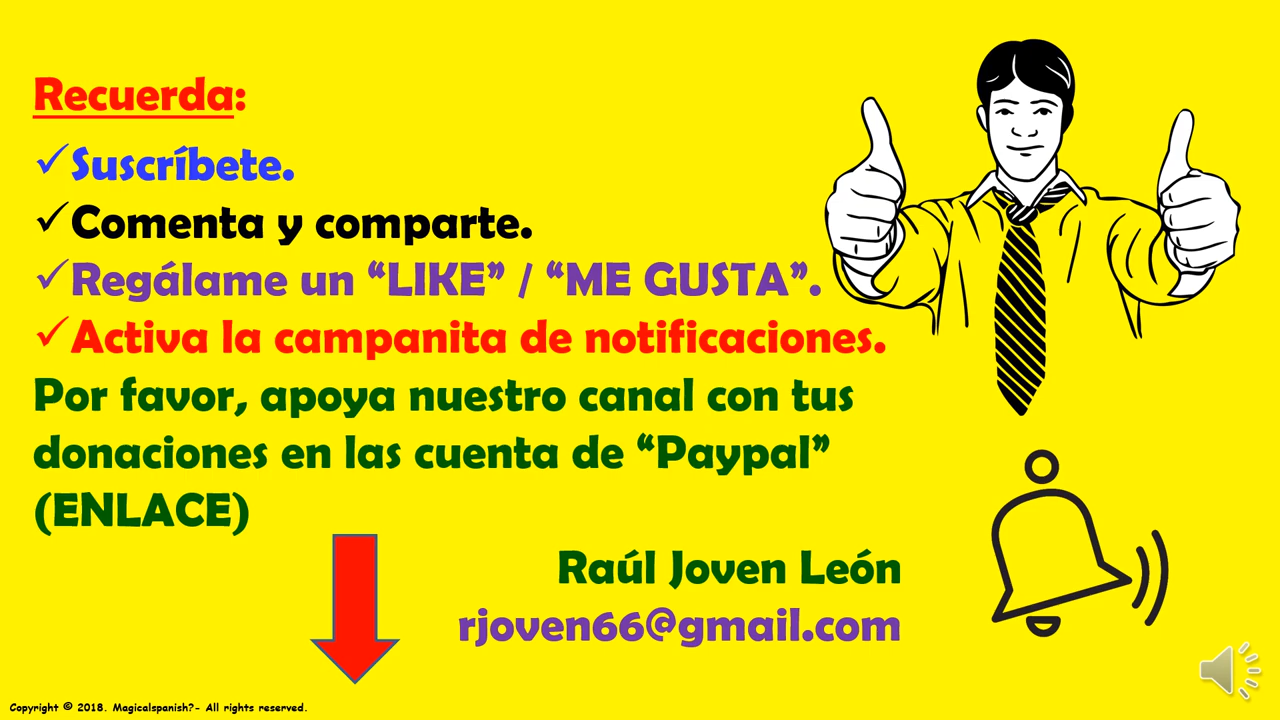 Recuerda:
✓Suscríbete.
✓Comenta y comparte.
✓Regálame un “LIKE” / “ME GUSTA”.
✓Activa la campanita de notificaciones.
Por favor, apoya nuestro canal con tus
donaciones en las cuenta de “Paypal”
(ENLACE)
Raúl Joven León
rjoven66@gmail.com
Copyright © 2018. Magicalspanish?- All rights reserved.